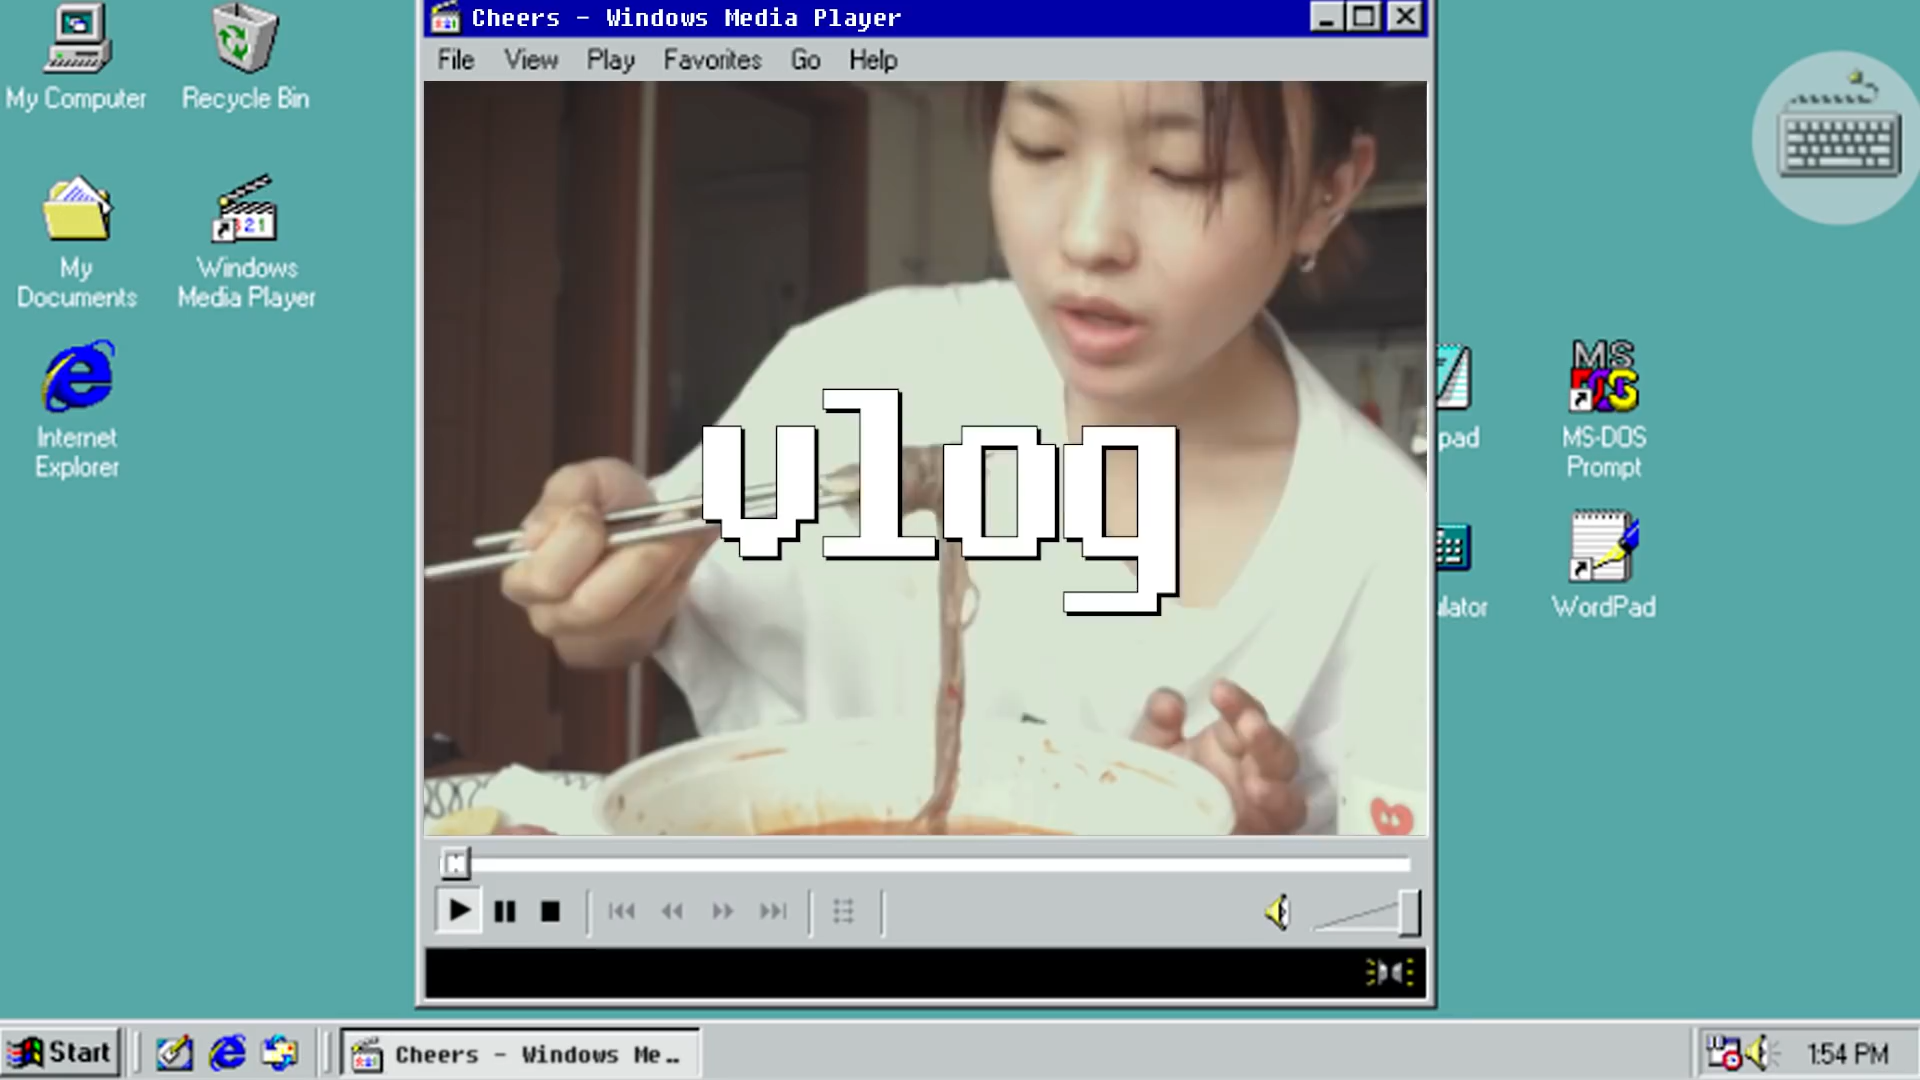 Cheers - Windows Media Player
File View Play Favorites Go Help
My Computer
Recycle Bin
My
Documents
Windows
Media Player
Internet
Explorer
vlog
pad
MS-DOS
Prompt
lator
WordPad
Start
Cheers - Windows Me..
1:54 PM